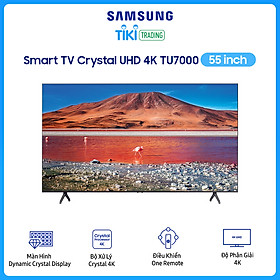 SAMSUNG
TIKI
TRADING
Smart TV Crystal UHD 4K TU7000 55 inch
Màn Hình
Dynamic Crystal Display
Crystal
4K
Bộ Xử Lý
Crystal 4K
Điều Khiển
One Remote
Độ Phân Giải
4K